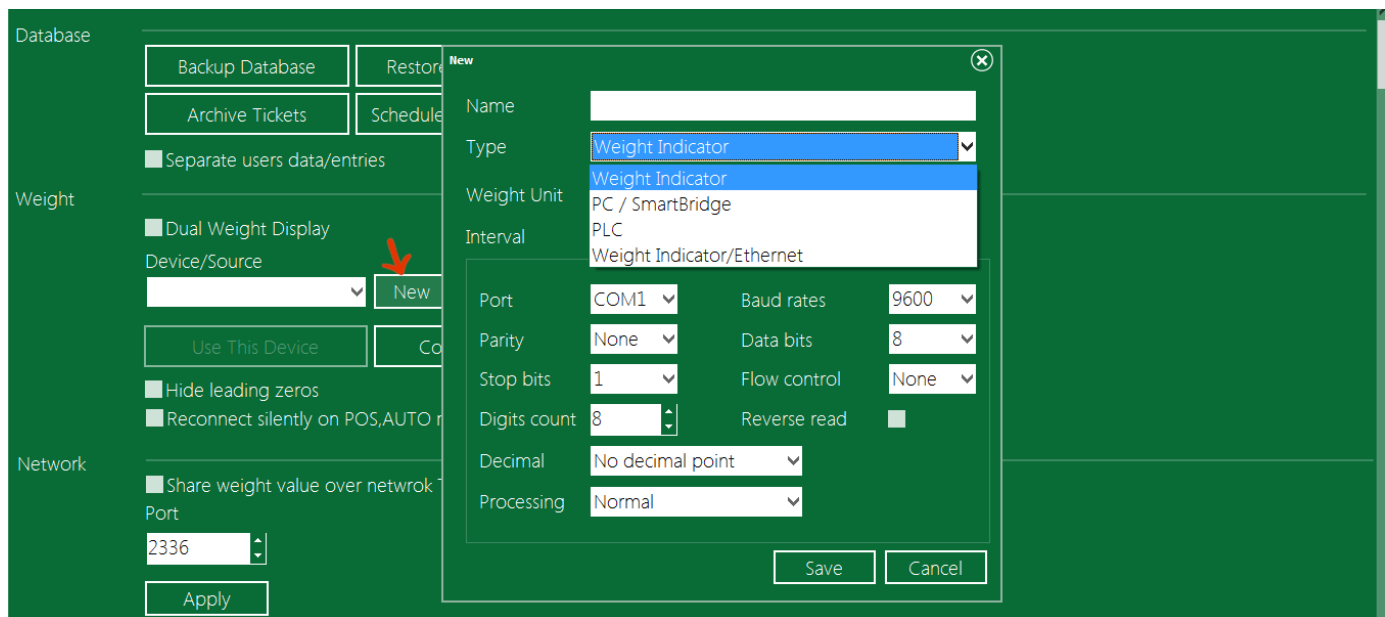 Database
Backup Database
Restore
Archive Tickets
Schedule
Separate users data/entries
Weight
Dual Weight Display
Device/Source
New
Use This Device
Co
Hide leading zeros
Reconnect silently on POS,AUTO
Network
Share weight value over netwrok
Port
2336
Apply
New
Name
Type Weight Indicator
Weight Indicator
PC / SmartBridge
PLC
Weight Indicator/Ethernet
Weight Unit
Interval
Port COM1 Baud rates 9600
Parity None Data bits 8
Stop bits 1 Flow control None
Digits count 8 Reverse read
Decimal No decimal point
Processing Normal
Save Cancel